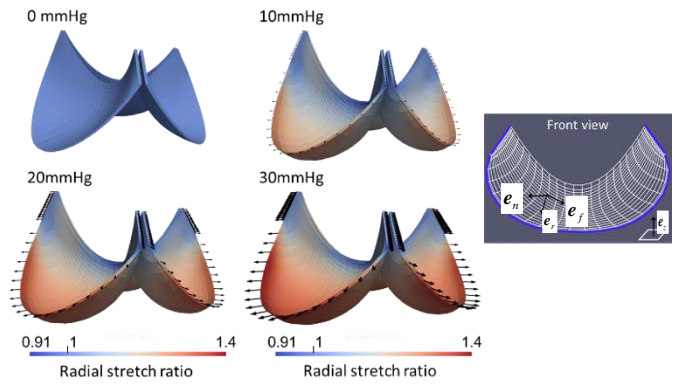 0 mmHg
10mmHg
20mmHg
30mmHg
0.91 1 1.4
Radial stretch ratio
0.91 1 1.4
Radial stretch ratio
Front view
e_n
e_r
e_f
e_z